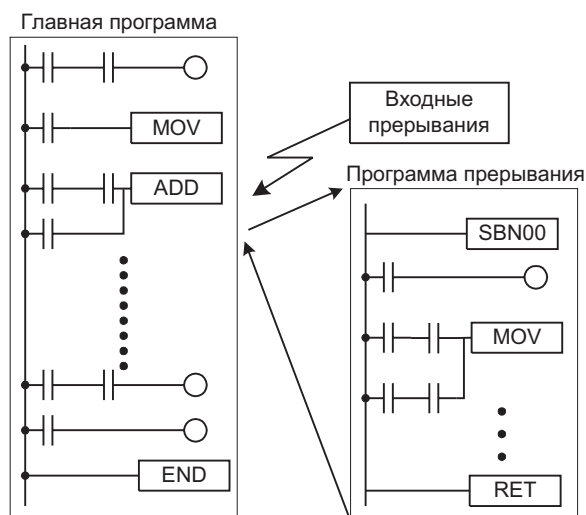 Главная программа
MOV
ADD
END
Входные
прерывания
Программа прерывания
SBN00
MOV
RET